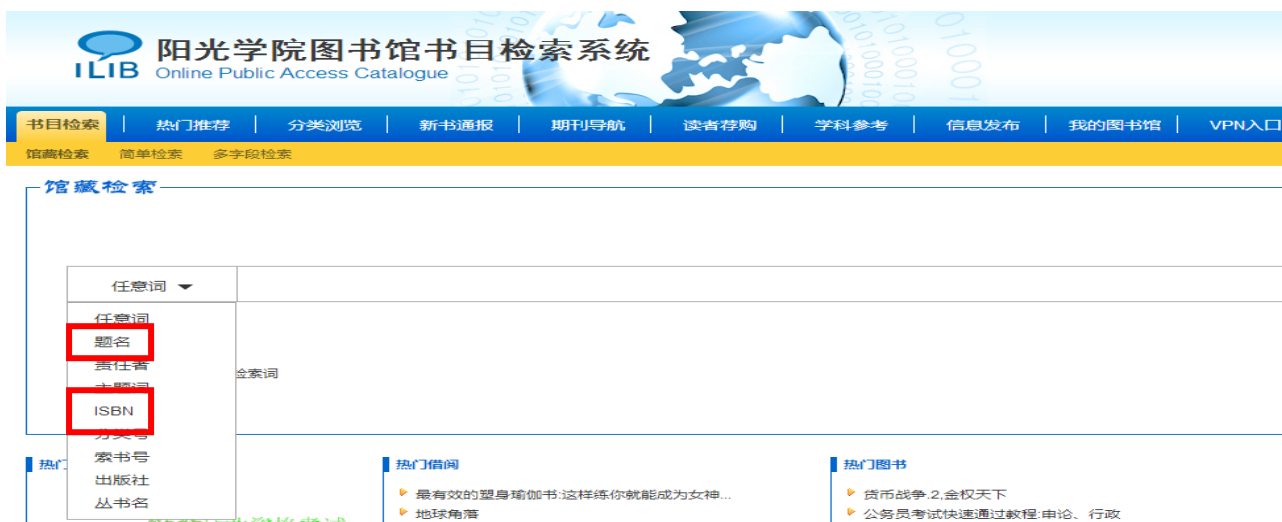 阳光学院图书馆书目检索系统
ILIB Online Public Access Catalogue
书目检索 热门推荐 分类浏览 新书通报 期刊导航 读者荐购 学科参考 信息发布 我的图书馆 VPN入口
馆藏检索 简单检索 多字段检索
馆藏检索
任意词
任意词
题名
责任者
检索词
主题词
ISBN
分类号
索书号
出版社
丛书名
热门借阅 热门图书
最有效的塑身瑜伽书:这样练你就能成为女神... 货币战争.2,金权天下
地球角落 公务员考试快速通过教程:申论、行政